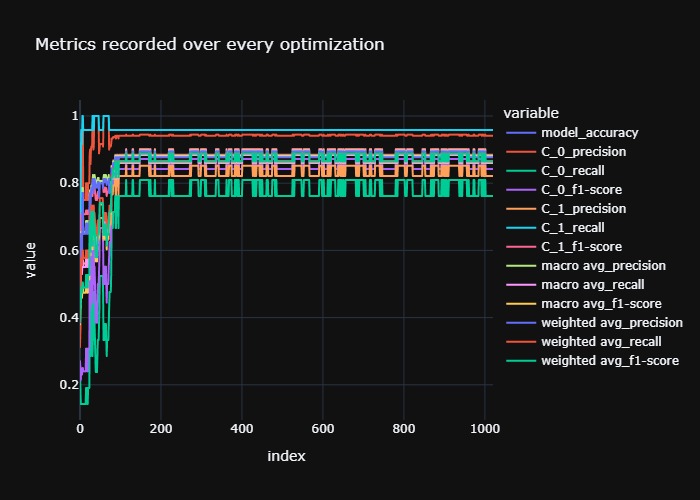 Metrics recorded over every optimization
variable
model_accuracy
C_0_precision
C_0_recall
C_0_f1-score
C_1_precision
C_1_recall
C_1_f1-score
macro avg_precision
macro avg_recall
macro avg_f1-score
weighted avg_precision
weighted avg_recall
weighted avg_f1-score
value
1
0.8
0.6
0.4
0.2
0
200
400
600
800
1000
index